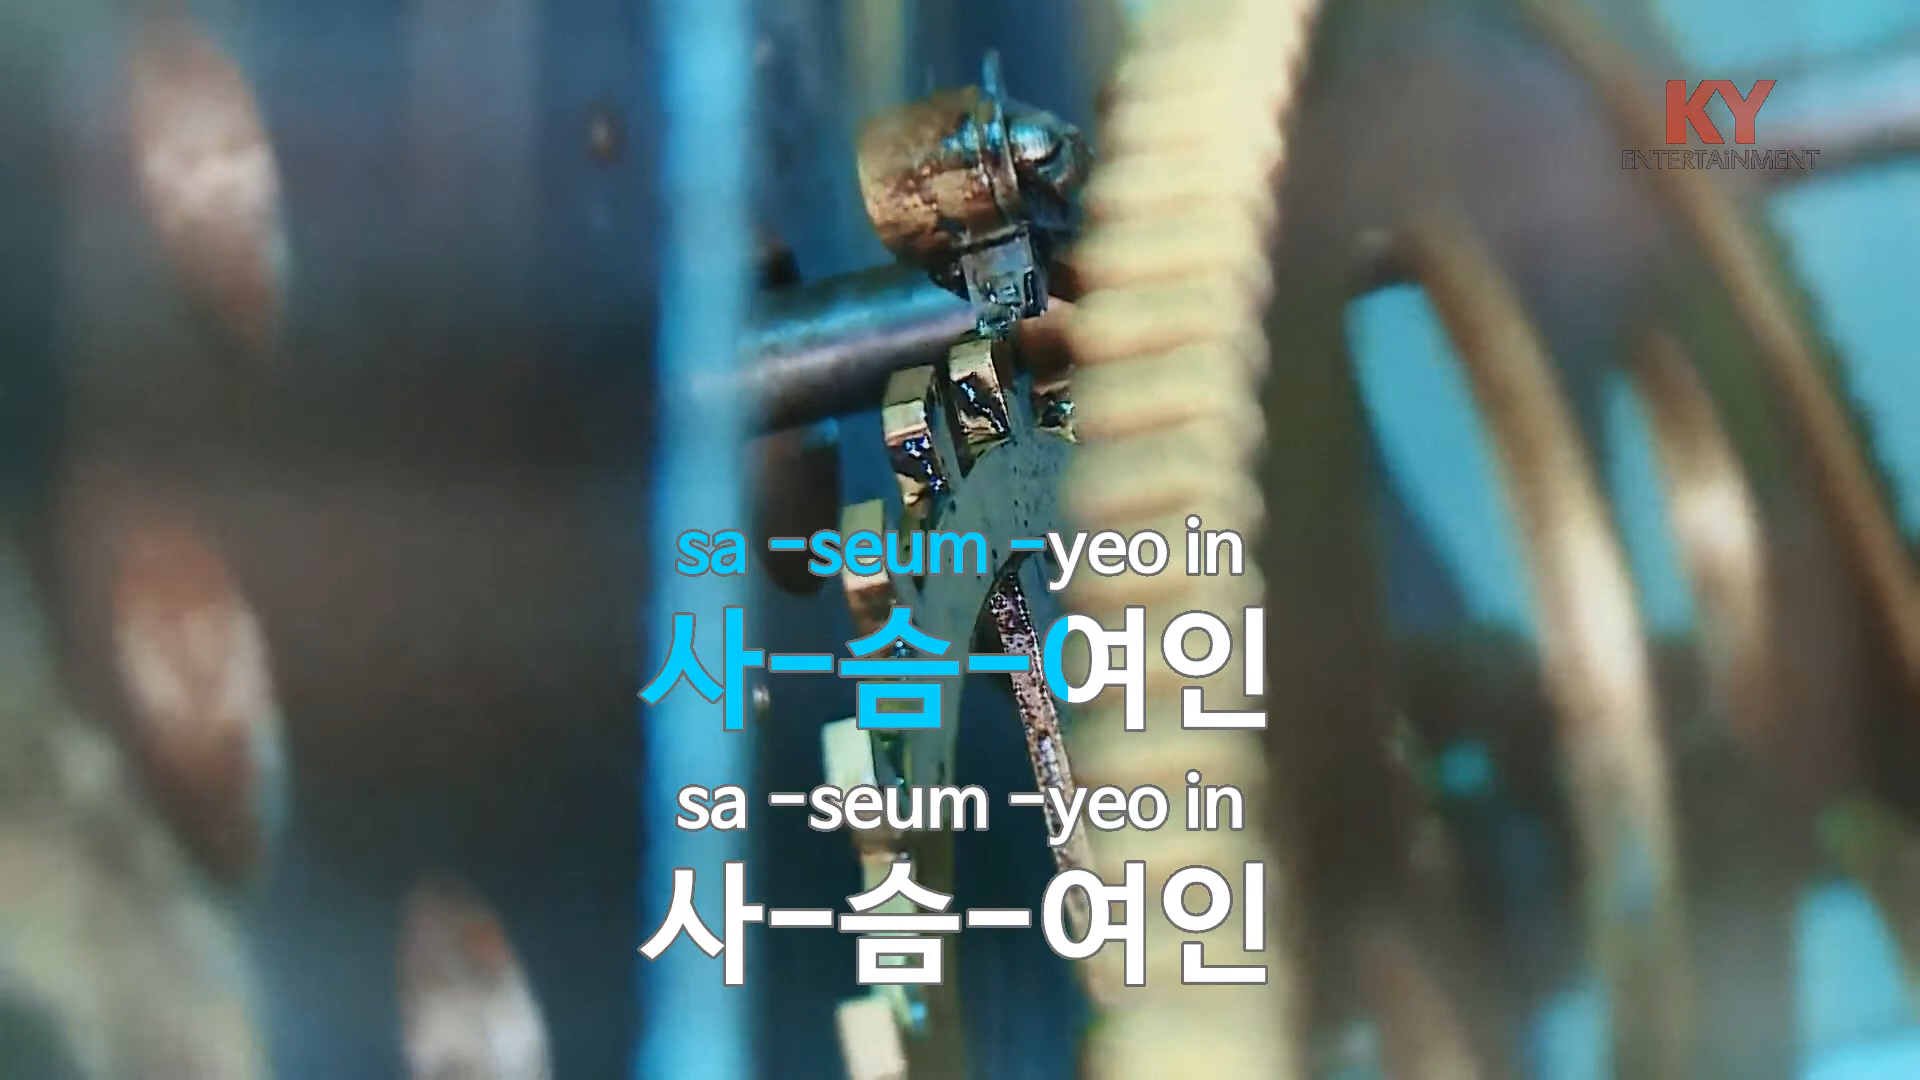 KY
ENTERTAiNMENT
sa -seum -yeo in
사-슴-여인
sa -seum -yeo in
사-슴-여인